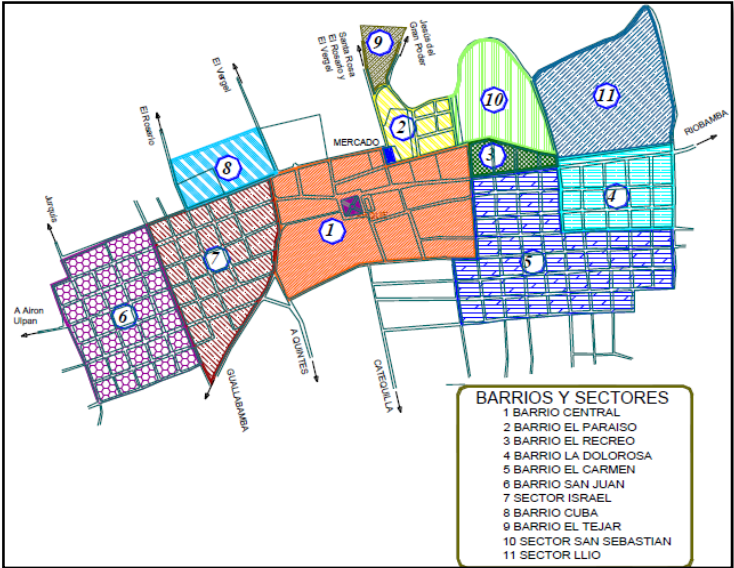 9
Santa Rosa
El Rosario y
El Vergel
Jesús del
Gran Poder
El Vergel
El Rosario
10
11
RIOBAMBA
2
MERCADO
3
8
4
1
Junquis
7
5
6
A Airon
Ulpan
GUALLABAMBA
A QUINTES
CATEQUILLA
BARRIOS Y SECTORES
1 BARRIO CENTRAL
2 BARRIO EL PARAISO
3 BARRIO EL RECREO
4 BARRIO LA DOLOROSA
5 BARRIO EL CARMEN
6 BARRIO SAN JUAN
7 SECTOR ISRAEL
8 BARRIO CUBA
9 BARRIO EL TEJAR
10 SECTOR SAN SEBASTIAN
11 SECTOR LLIO